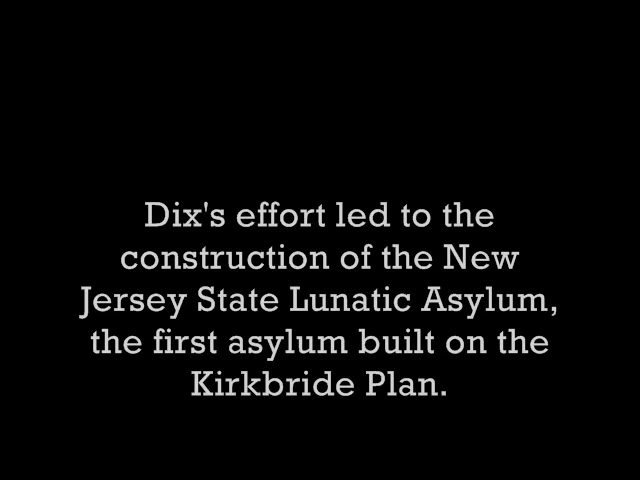 Dix's effort led to the
construction of the New
Jersey State Lunatic Asylum,
the first asylum built on the
Kirkbride Plan.